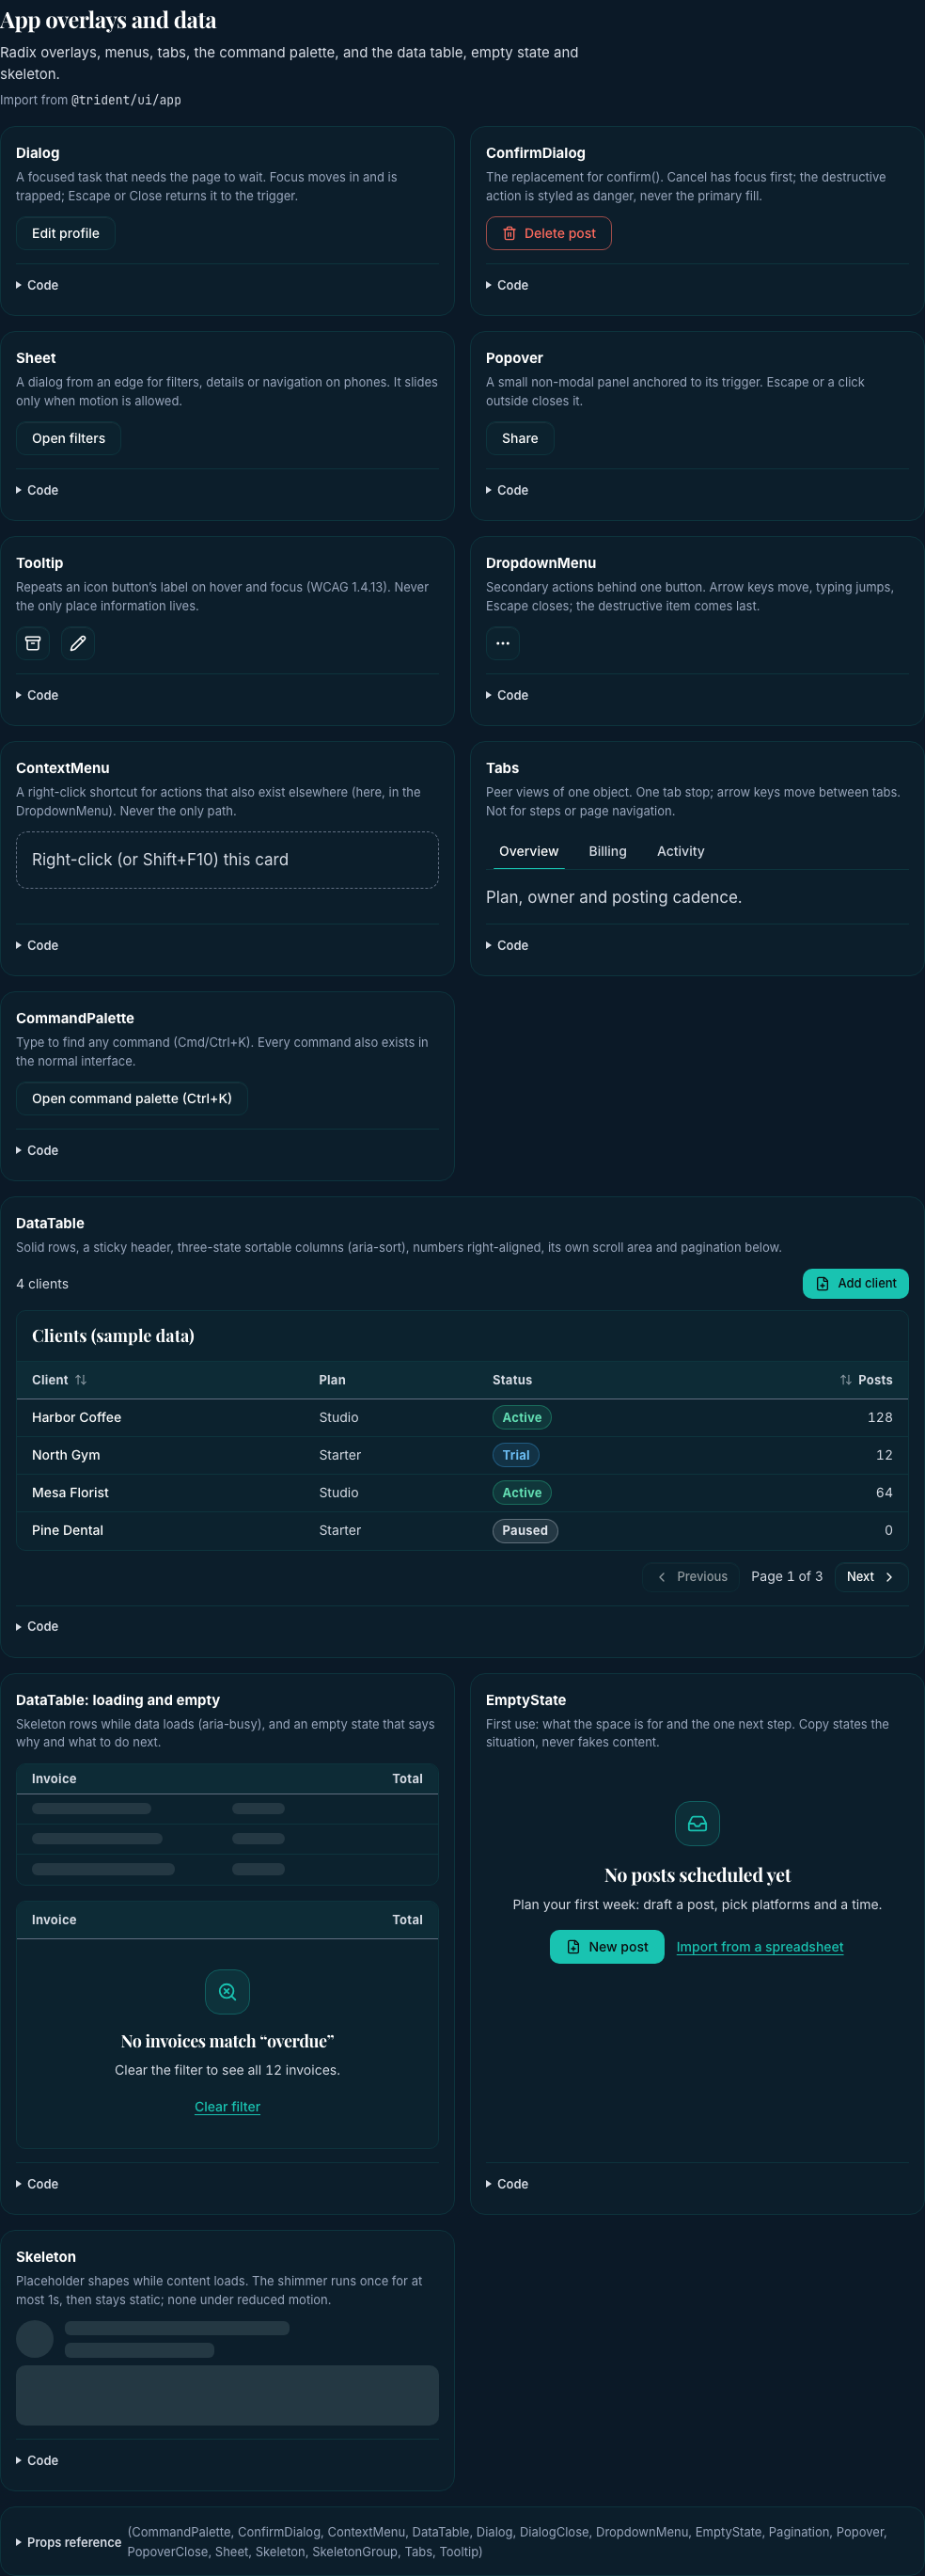 App overlays and data
Radix overlays, menus, tabs, the command palette, and the data table, empty state and
skeleton.
Import from @trident/ui/app
Dialog
A focused task that needs the page to wait. Focus moves in and is
trapped; Escape or Close returns it to the trigger.
Edit profile
Code
ConfirmDialog
The replacement for confirm(). Cancel has focus first; the destructive
action is styled as danger, never the primary fill.
Delete post
Code
Sheet
A dialog from an edge for filters, details or navigation on phones. It slides
only when motion is allowed.
Open filters
Code
Popover
A small non-modal panel anchored to its trigger. Escape or a click
outside closes it.
Share
Code
Tooltip
Repeats an icon button’s label on hover and focus (WCAG 1.4.13). Never
the only place information lives.
Code
DropdownMenu
Secondary actions behind one button. Arrow keys move, typing jumps,
Escape closes; the destructive item comes last.
Code
ContextMenu
A right-click shortcut for actions that also exist elsewhere (here, in the
DropdownMenu). Never the only path.
Right-click (or Shift+F10) this card
Code
Tabs
Peer views of one object. One tab stop; arrow keys move between tabs.
Not for steps or page navigation.
Overview Billing Activity
Plan, owner and posting cadence.
Code
CommandPalette
Type to find any command (Cmd/Ctrl+K). Every command also exists in
the normal interface.
Open command palette (Ctrl+K)
Code
DataTable
Solid rows, a sticky header, three-state sortable columns (aria-sort), numbers right-aligned, its own scroll area and pagination below.
4 clients Add client
Clients (sample data)
Client Plan Status Posts
Harbor Coffee Studio Active 128
North Gym Starter Trial 12
Mesa Florist Studio Active 64
Pine Dental Starter Paused 0
Previous Page 1 of 3 Next
Code
DataTable: loading and empty
Skeleton rows while data loads (aria-busy), and an empty state that says
why and what to do next.
Invoice Total
Invoice Total
No invoices match “overdue”
Clear the filter to see all 12 invoices.
Clear filter
Code
EmptyState
First use: what the space is for and the one next step. Copy states the
situation, never fakes content.
No posts scheduled yet
Plan your first week: draft a post, pick platforms and a time.
New post Import from a spreadsheet
Code
Skeleton
Placeholder shapes while content loads. The shimmer runs once for at
most 1s, then stays static; none under reduced motion.
Code
Props reference (CommandPalette, ConfirmDialog, ContextMenu, DataTable, Dialog, DialogClose, DropdownMenu, EmptyState, Pagination, Popover,
PopoverClose, Sheet, Skeleton, SkeletonGroup, Tabs, Tooltip)